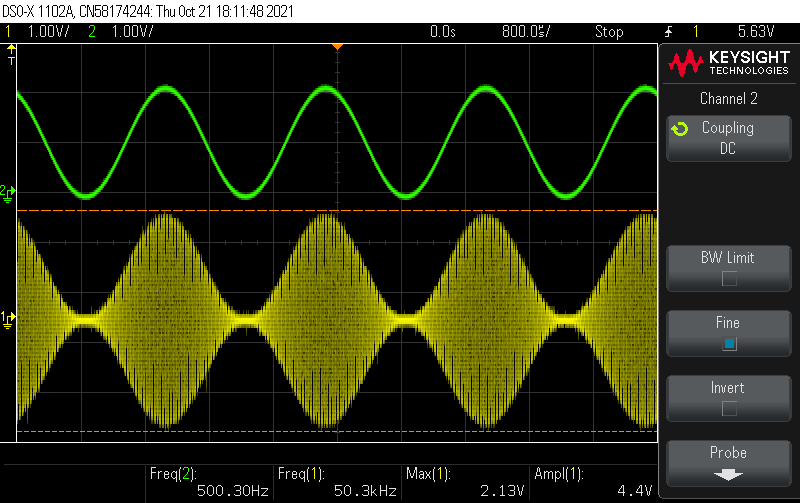 DSO-X 1102A, CN58174244: Thu Oct 21 18:11:48 2021
1 1.00V/ 2 1.00V/ 0.0s 800.0㎲/ Stop 1 5.63V
T
KEYSIGHT
TECHNOLOGIES
Channel 2
Coupling
DC
2
BW Limit
1
Fine
Invert
Probe
Freq(2): Freq(1): Max(1): Ampl(1):
500.30Hz 50.3kHz 2.13V 4.4V